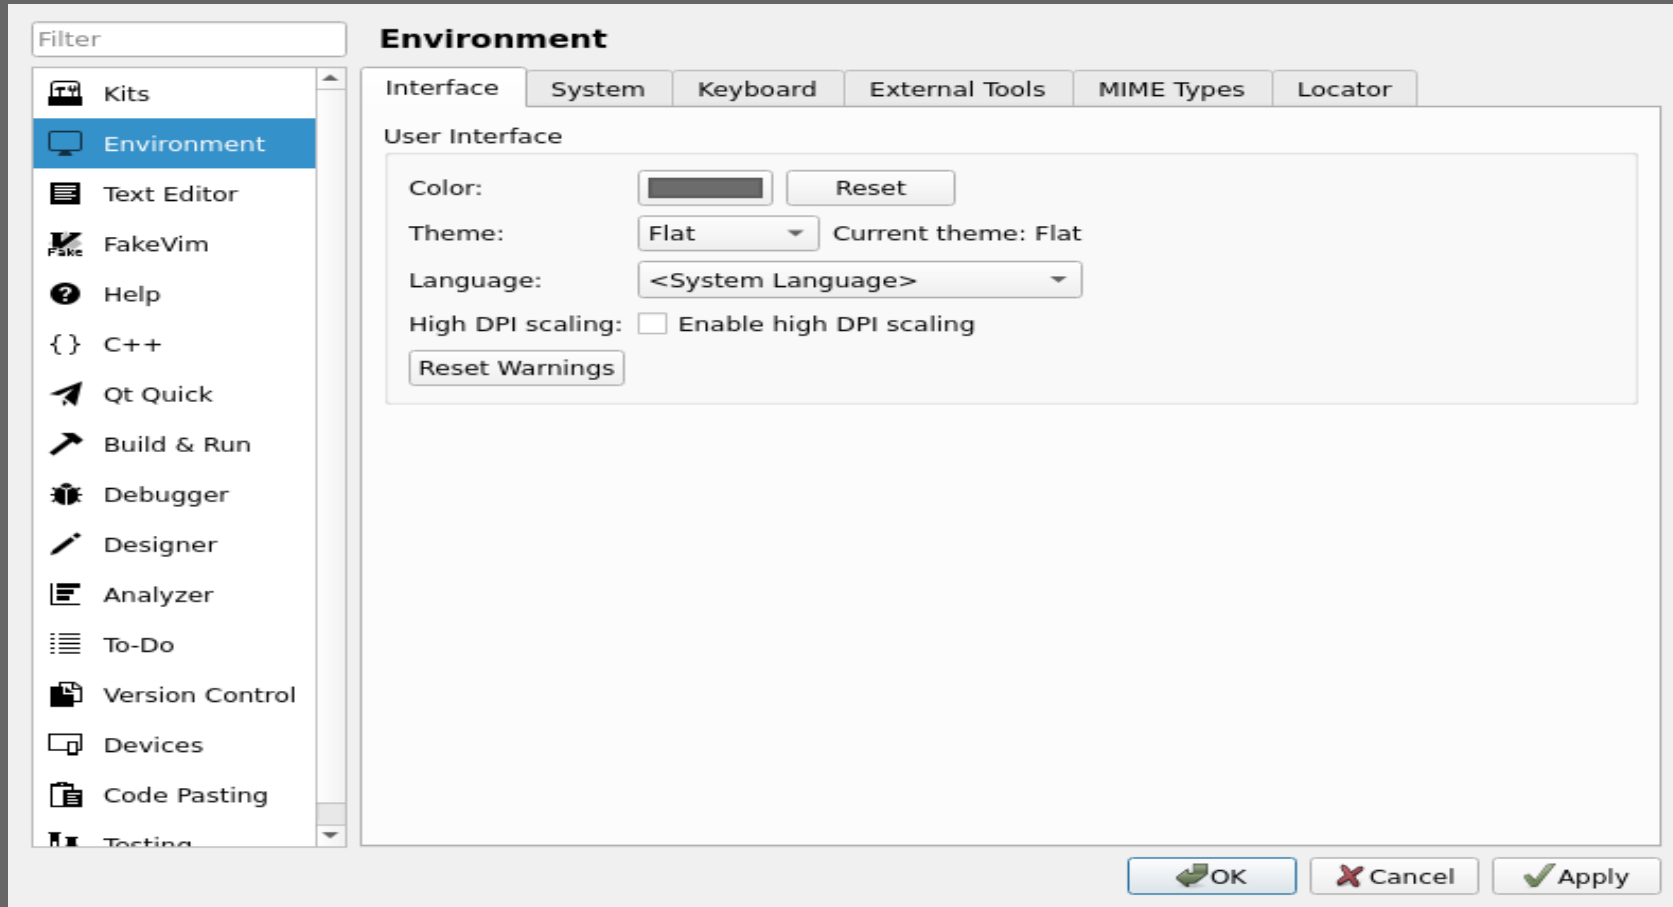 Filter
Kits
Environment
Text Editor
Fake
FakeVim
Help
C++
Qt Quick
Build & Run
Debugger
Designer
Analyzer
To-Do
Version Control
Devices
Code Pasting
Testing
Environment
Interface System Keyboard External Tools MIME Types Locator
User Interface
Color: Reset
Theme: Flat Current theme: Flat
Language: <System Language>
High DPI scaling: Enable high DPI scaling
Reset Warnings
OK Cancel Apply